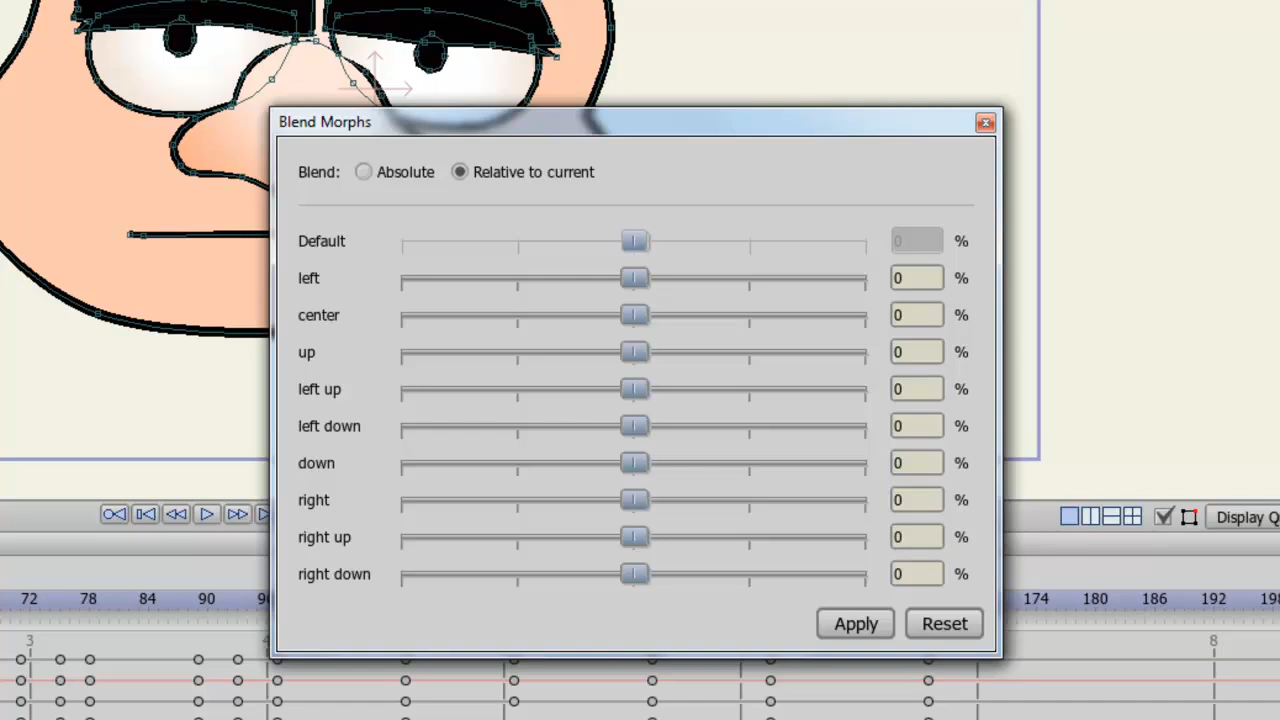 Blend Morphs
Blend: Absolute Relative to current
Default 0 %
left 0 %
center 0 %
up 0 %
left up 0 %
left down 0 %
down 0 %
right 0 %
right up 0 %
right down 0 %
Display Q
72 78 84 90 174 180 186 192
Apply Reset
3 8